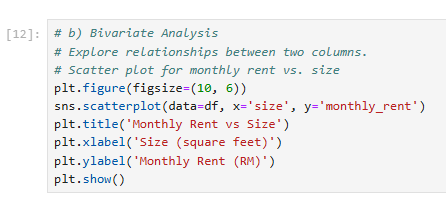 [12]: # b) Bivariate Analysis
# Explore relationships between two columns.
# Scatter plot for monthly rent vs. size
plt.figure(figsize=(10, 6))
sns.scatterplot(data=df, x='size', y='monthly_rent')
plt.title('Monthly Rent vs Size')
plt.xlabel('Size (square feet)')
plt.ylabel('Monthly Rent (RM)')
plt.show()